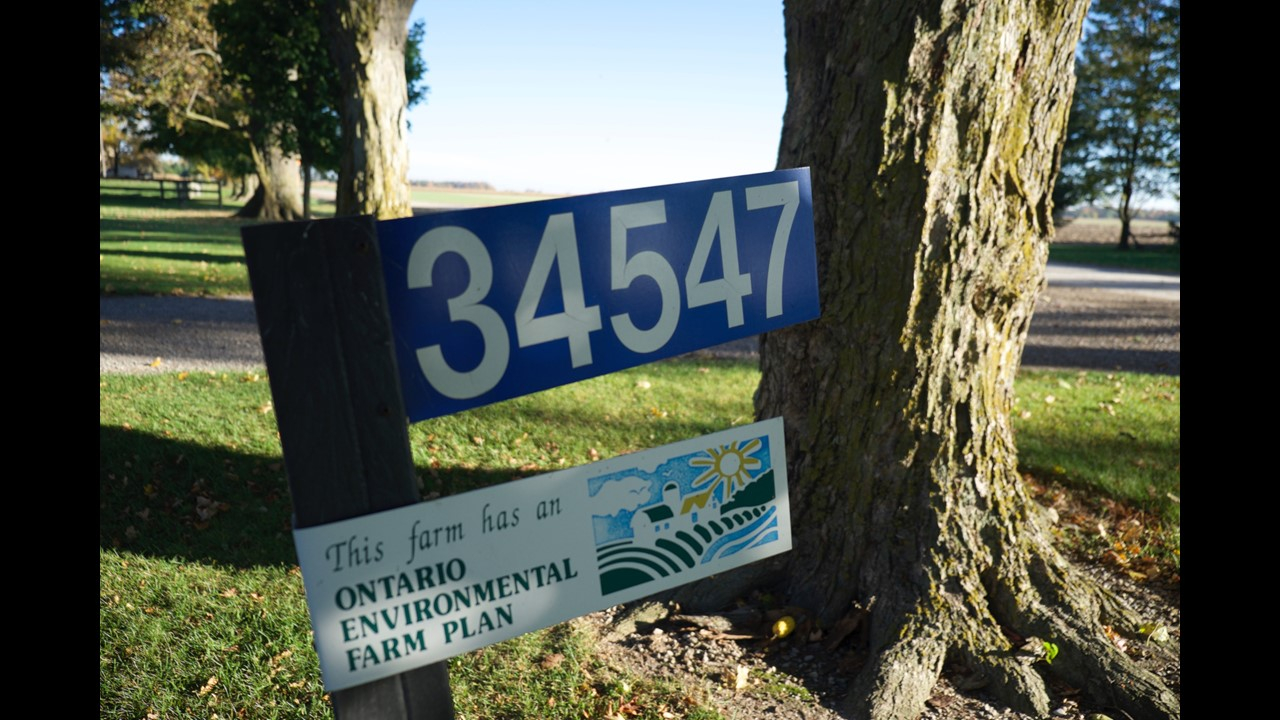 34547
This farm has an
ONTARIO
ENVIRONMENTAL
FARM PLAN